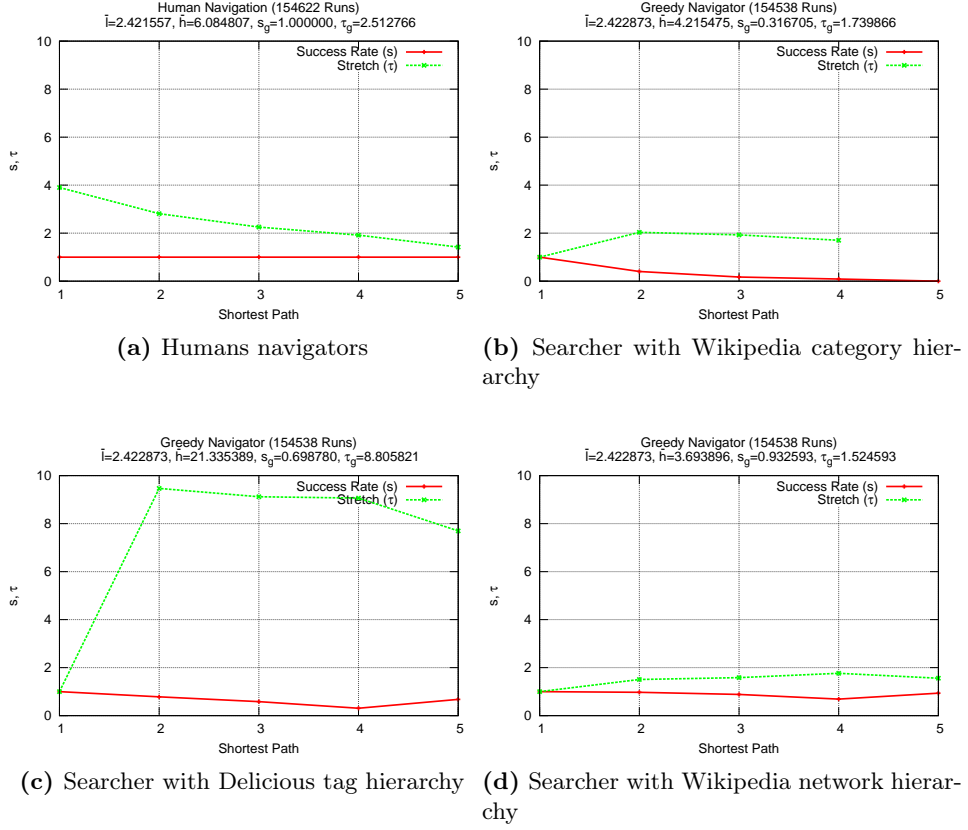 Human Navigation (154622 Runs)
l̄=2.421557, h̄=6.084807, s_g=1.000000, τ_g=2.512766
Success Rate (s)
Stretch (τ)
10
8
6
4
2
0
s, τ
1 2 3 4 5
Shortest Path
(a) Humans navigators
Greedy Navigator (154538 Runs)
l̄=2.422873, h̄=4.215475, s_g=0.316705, τ_g=1.739866
Success Rate (s)
Stretch (τ)
10
8
6
4
2
0
s, τ
1 2 3 4 5
Shortest Path
(b) Searcher with Wikipedia category hier-
archy
Greedy Navigator (154538 Runs)
l̄=2.422873, h̄=21.335389, s_g=0.698780, τ_g=8.805821
Success Rate (s)
Stretch (τ)
10
8
6
4
2
0
s, τ
1 2 3 4 5
Shortest Path
(c) Searcher with Delicious tag hierarchy
Greedy Navigator (154538 Runs)
l̄=2.422873, h̄=3.693896, s_g=0.932593, τ_g=1.524593
Success Rate (s)
Stretch (τ)
10
8
6
4
2
0
s, τ
1 2 3 4 5
Shortest Path
(d) Searcher with Wikipedia network hierar-
chy